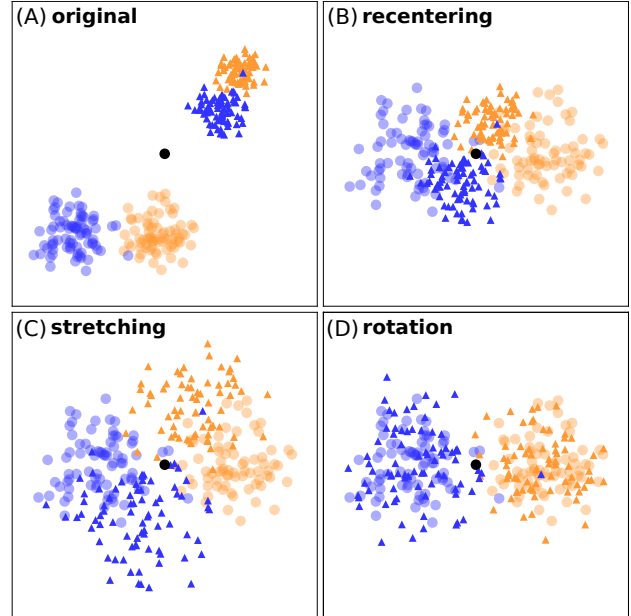 (A) original
(B) recentering
(C) stretching
(D) rotation